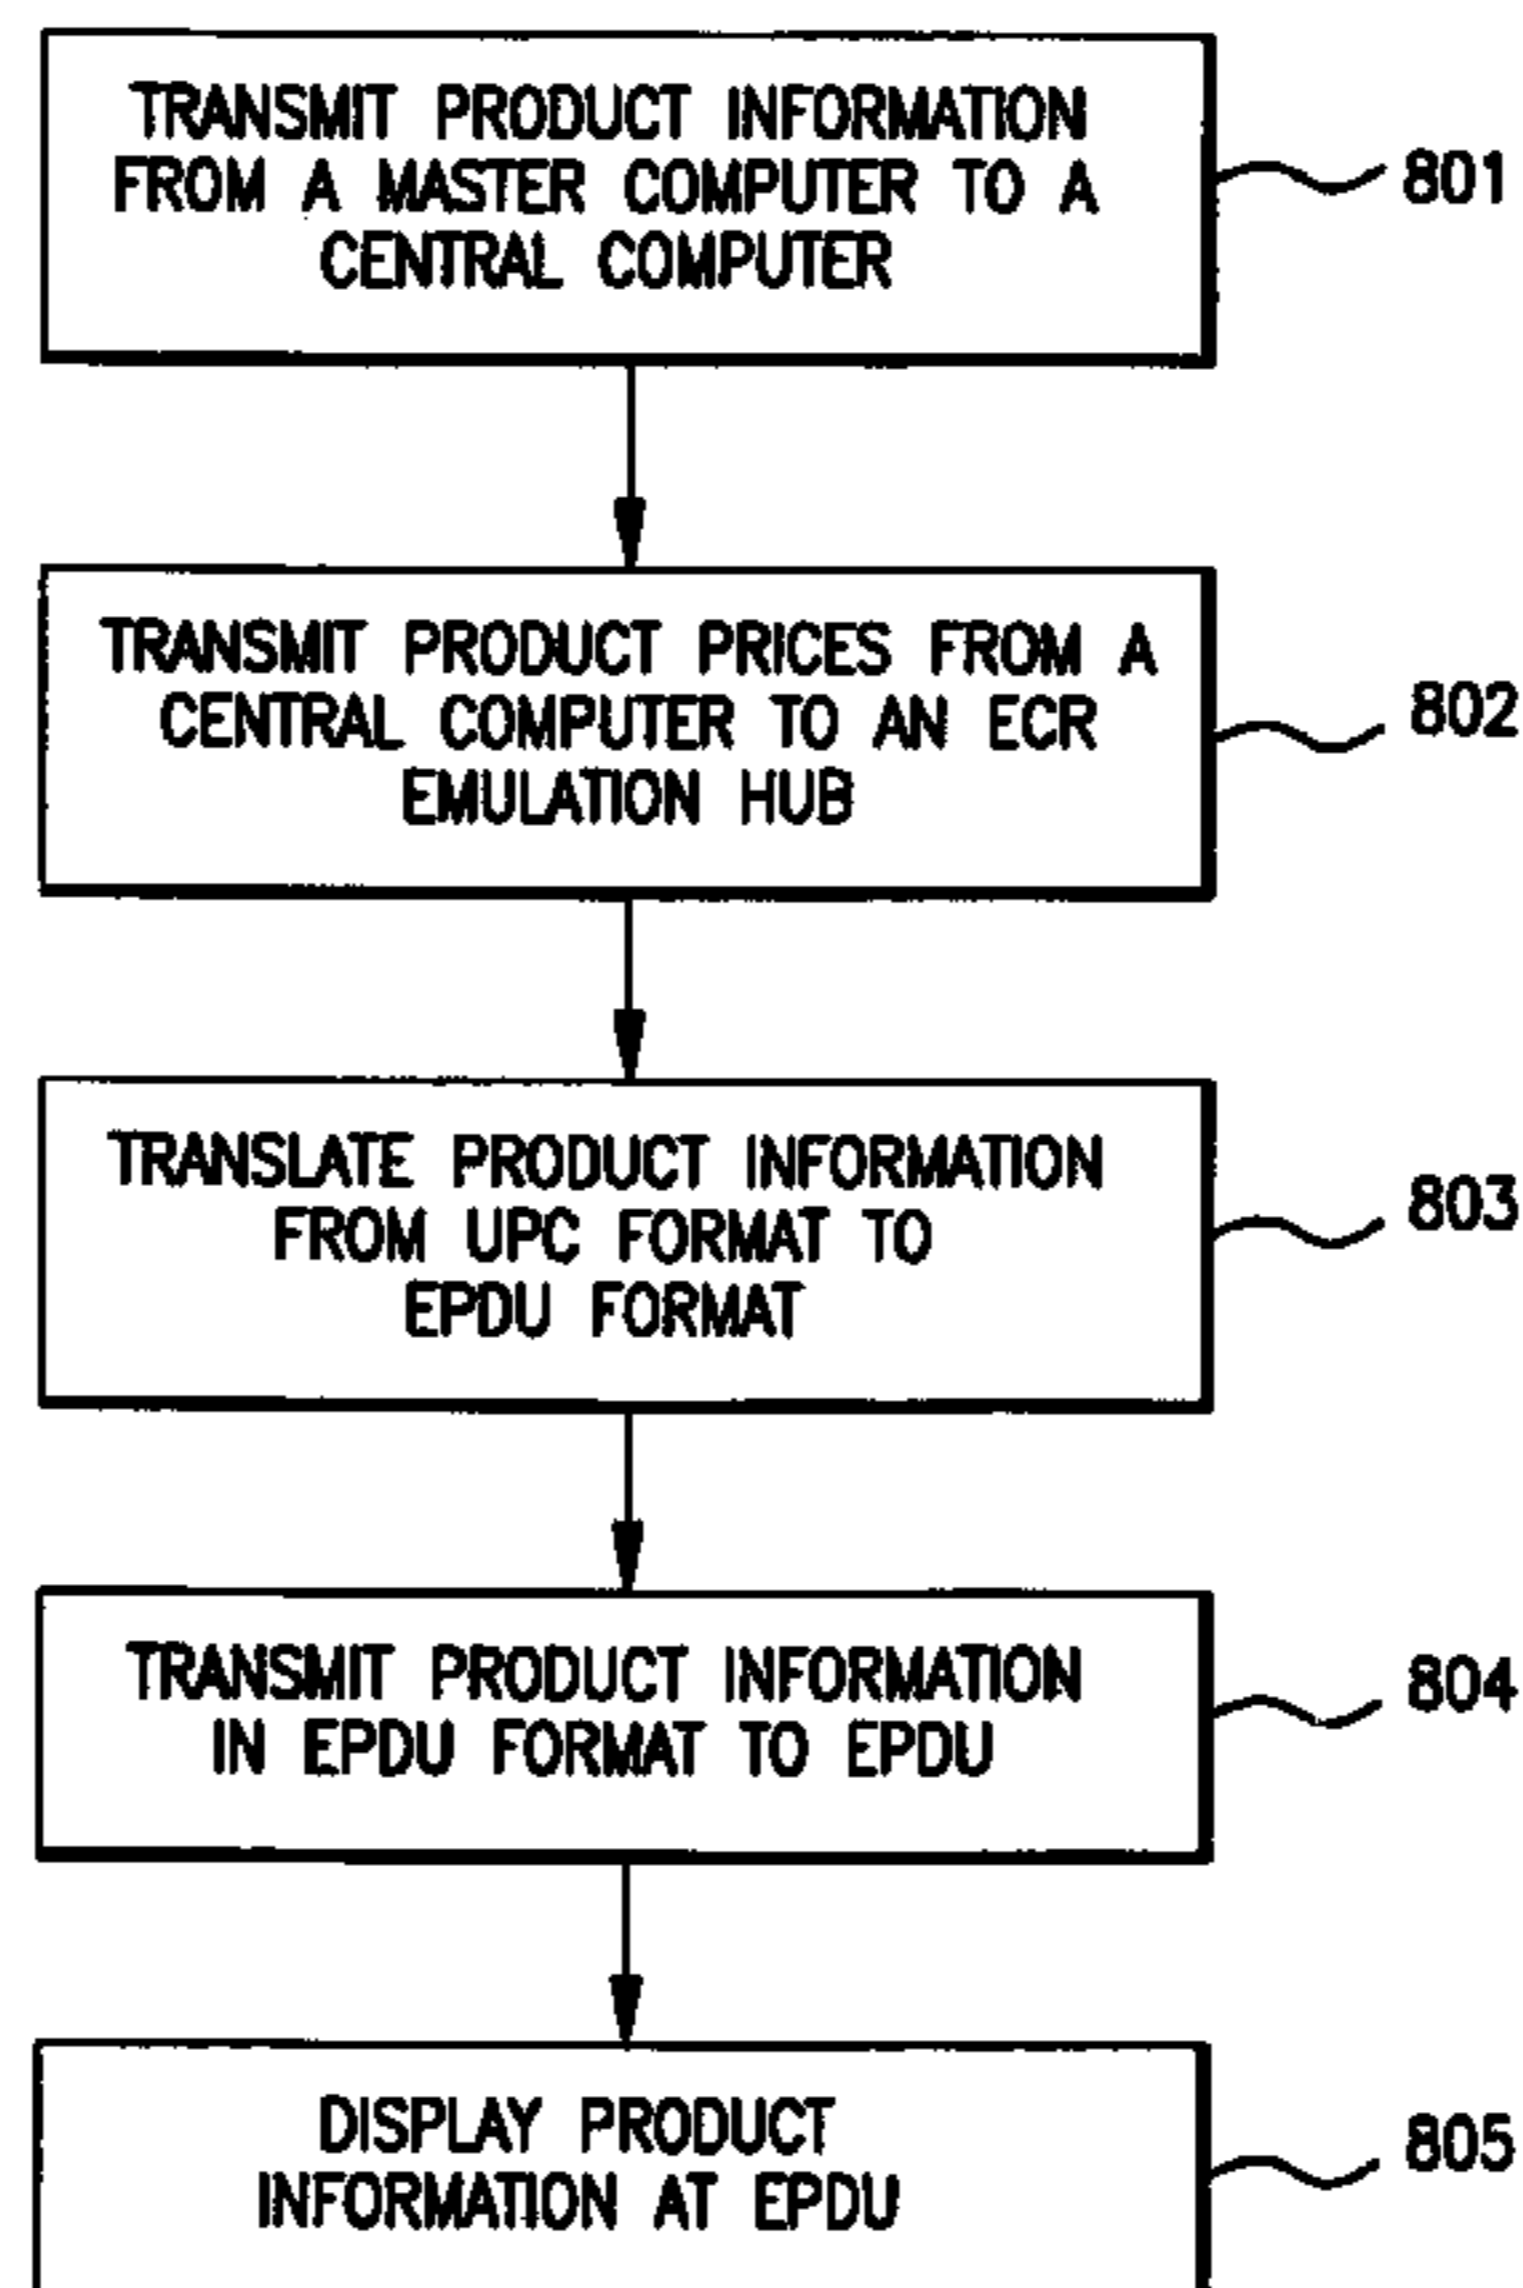 TRANSMIT PRODUCT INFORMATION
FROM A MASTER COMPUTER TO A
CENTRAL COMPUTER
801
TRANSMIT PRODUCT PRICES FROM A
CENTRAL COMPUTER TO AN ECR
EMULATION HUB
802
TRANSLATE PRODUCT INFORMATION
FROM UPC FORMAT TO
EPDU FORMAT
803
TRANSMIT PRODUCT INFORMATION
IN EPDU FORMAT TO EPDU
804
DISPLAY PRODUCT
INFORMATION AT EPDU
805